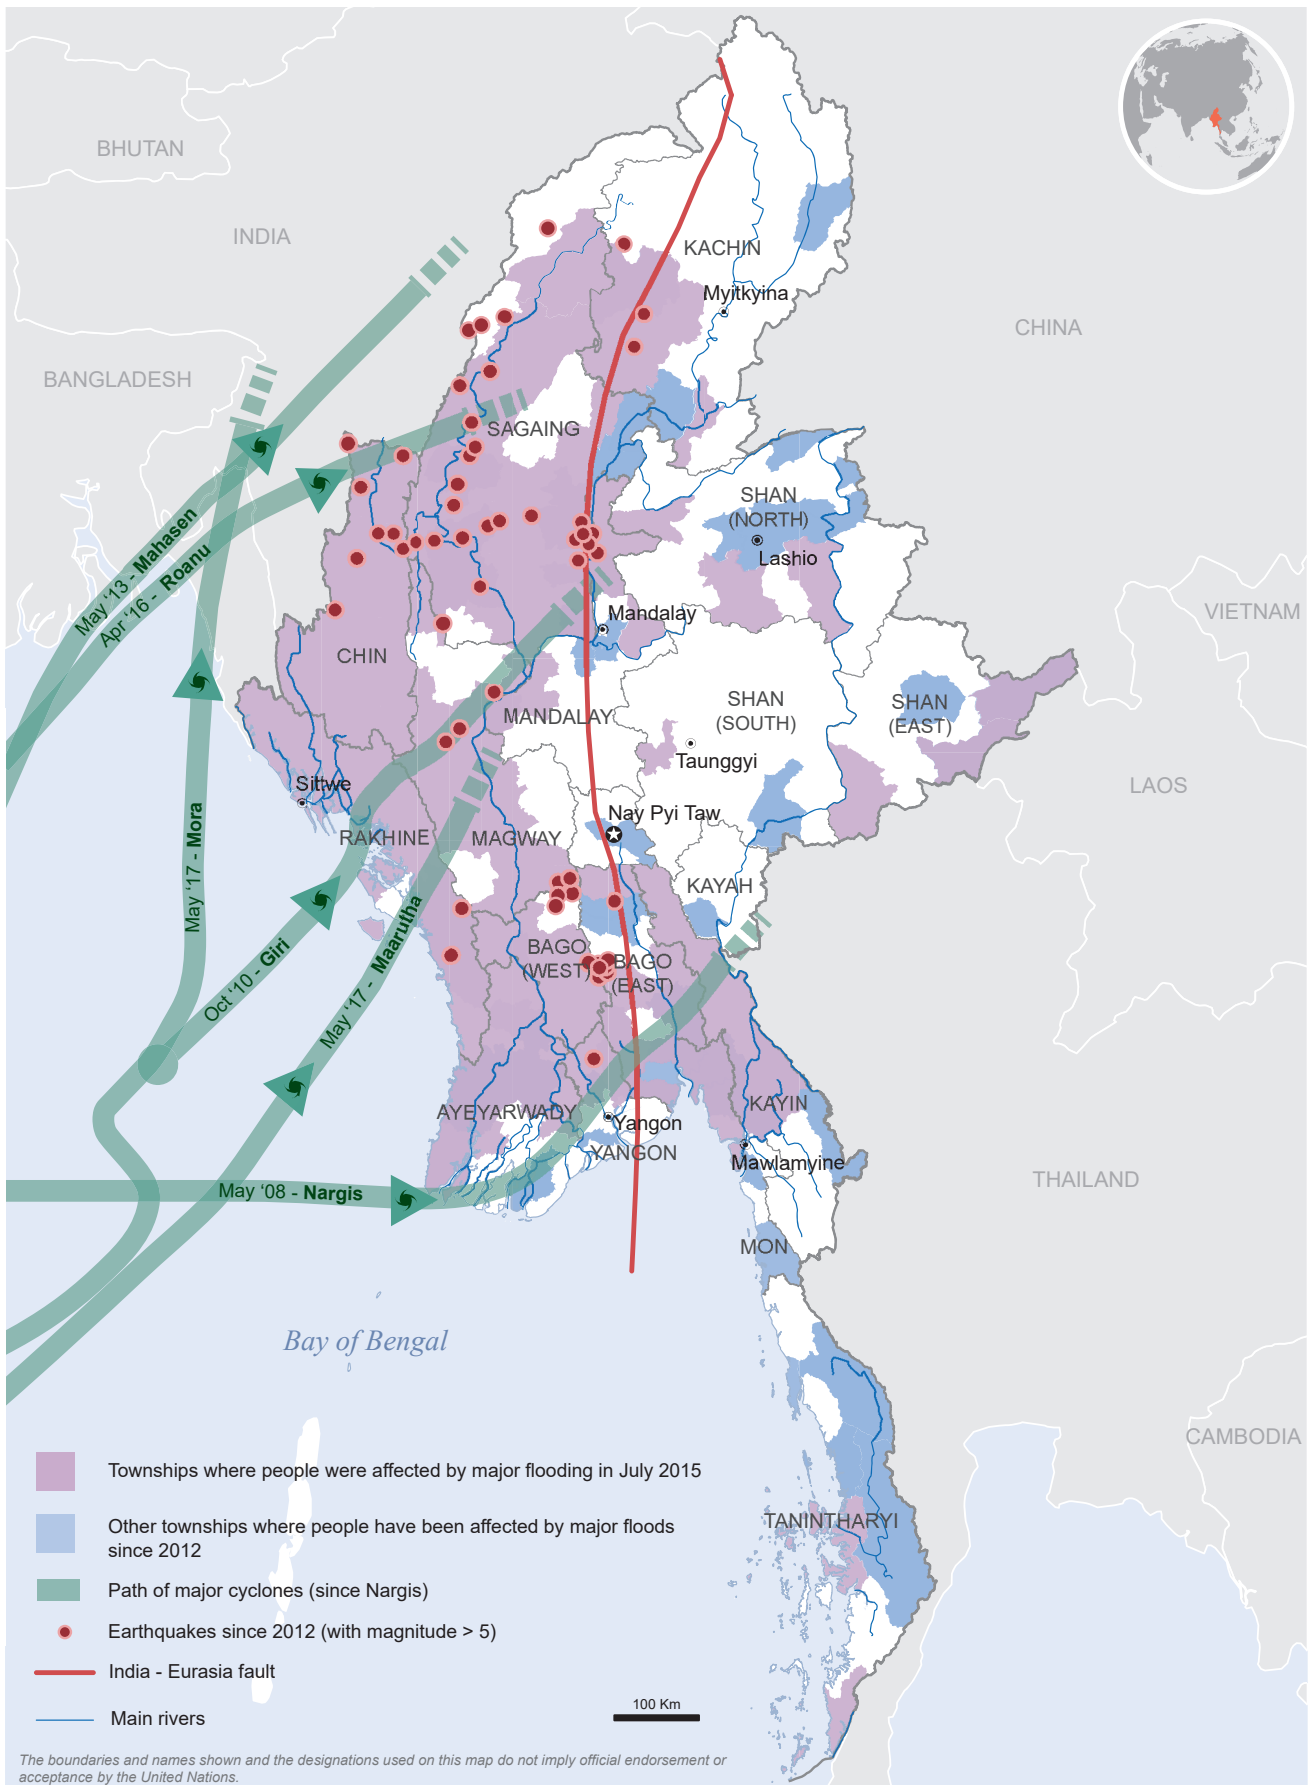 BHUTAN
INDIA
KACHIN
Myitkyina
CHINA
BANGLADESH
SAGAING
SHAN
(NORTH)
Lashio
May ‘13 - Mahasen
Apr ‘16 - Roanu
VIETNAM
Mandalay
CHIN
SHAN
(SOUTH)
SHAN
(EAST)
MANDALAY
Taunggyi
Sittwe
LAOS
Nay Pyi Taw
RAKHINE
MAGWAY
May ‘17 - Mora
KAYAH
May ‘17 - Maarutha
Oct ‘10 - Giri
BAGO
(WEST)
BAGO
(EAST)
AYEYARWADY
KAYIN
Yangon
YANGON
Mawlamyine
THAILAND
May ‘08 - Nargis
MON
Bay of Bengal
CAMBODIA
TANINTHARYI
Townships where people were affected by major flooding in July 2015
Other townships where people have been affected by major floods
since 2012
Path of major cyclones (since Nargis)
Earthquakes since 2012 (with magnitude > 5)
India - Eurasia fault
Main rivers
100 Km
The boundaries and names shown and the designations used on this map do not imply official endorsement or
acceptance by the United Nations.